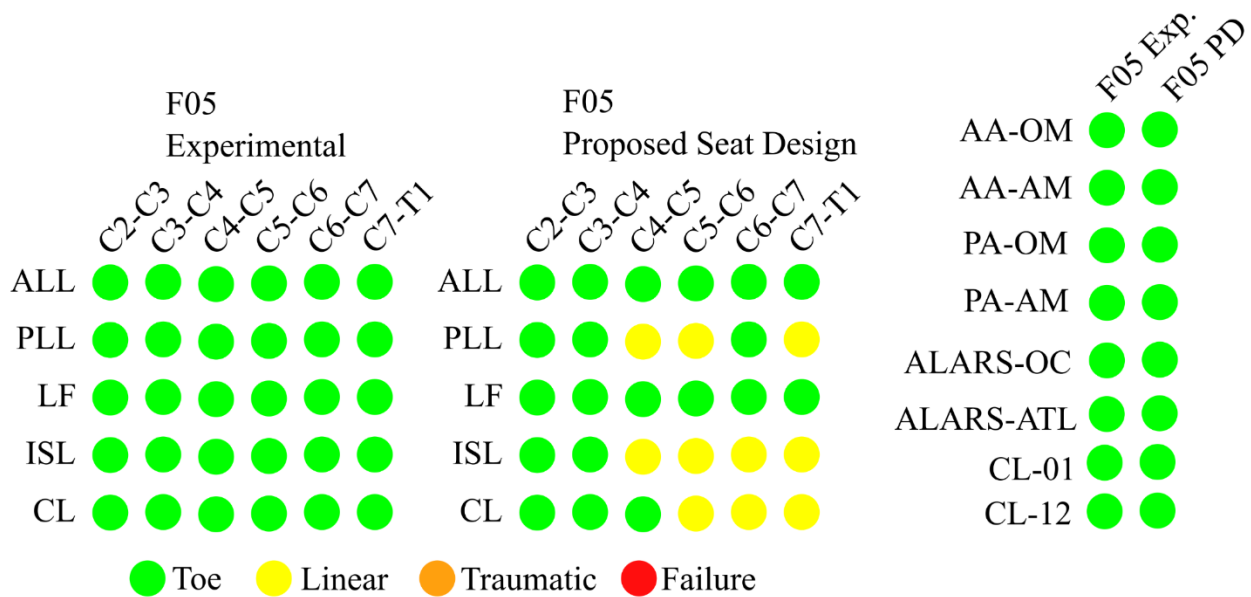 F05
Experimental
C2-C3 C3-C4 C4-C5 C5-C6 C6-C7 C7-T1
ALL
PLL
LF
ISL
CL
F05
Proposed Seat Design
C2-C3 C3-C4 C4-C5 C5-C6 C6-C7 C7-T1
ALL
PLL
LF
ISL
CL
F05 Exp. F05 PD
AA-OM
AA-AM
PA-OM
PA-AM
ALARS-OC
ALARS-ATL
CL-01
CL-12
Toe Linear Traumatic Failure